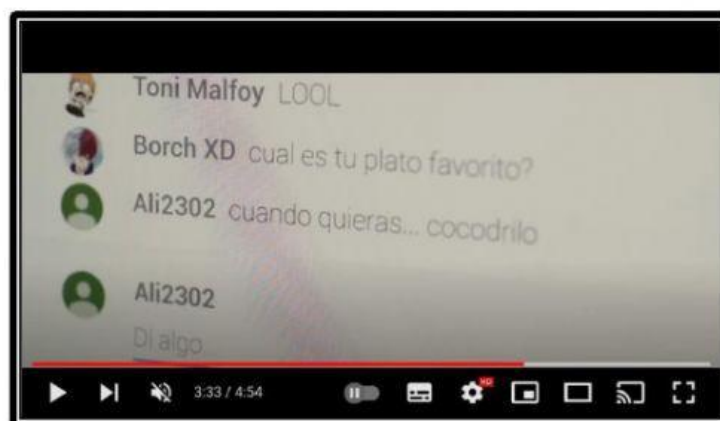 Toni Malfoy LOOL
Borch XD cual es tu plato favorito?
Ali2302 cuando quieras... cocodrilo
Ali2302
Di algo
3:33 / 4:54
HD